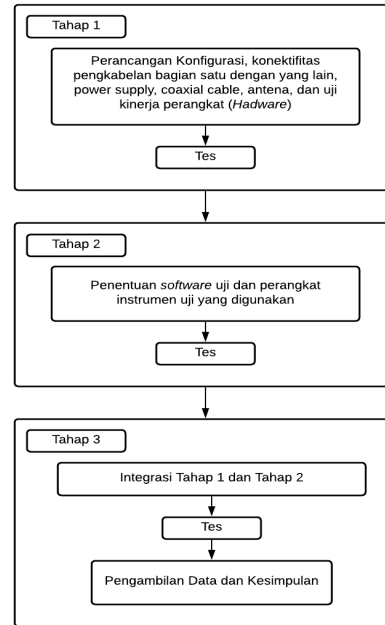 Tahap 1
Perancangan Konfigurasi, konektifitas
pengkabelan bagian satu dengan yang lain,
power supply, coaxial cable, antena, dan uji
kinerja perangkat (Hadware)
Tes
Tahap 2
Penentuan software uji dan perangkat
instrumen uji yang digunakan
Tes
Tahap 3
Integrasi Tahap 1 dan Tahap 2
Tes
Pengambilan Data dan Kesimpulan